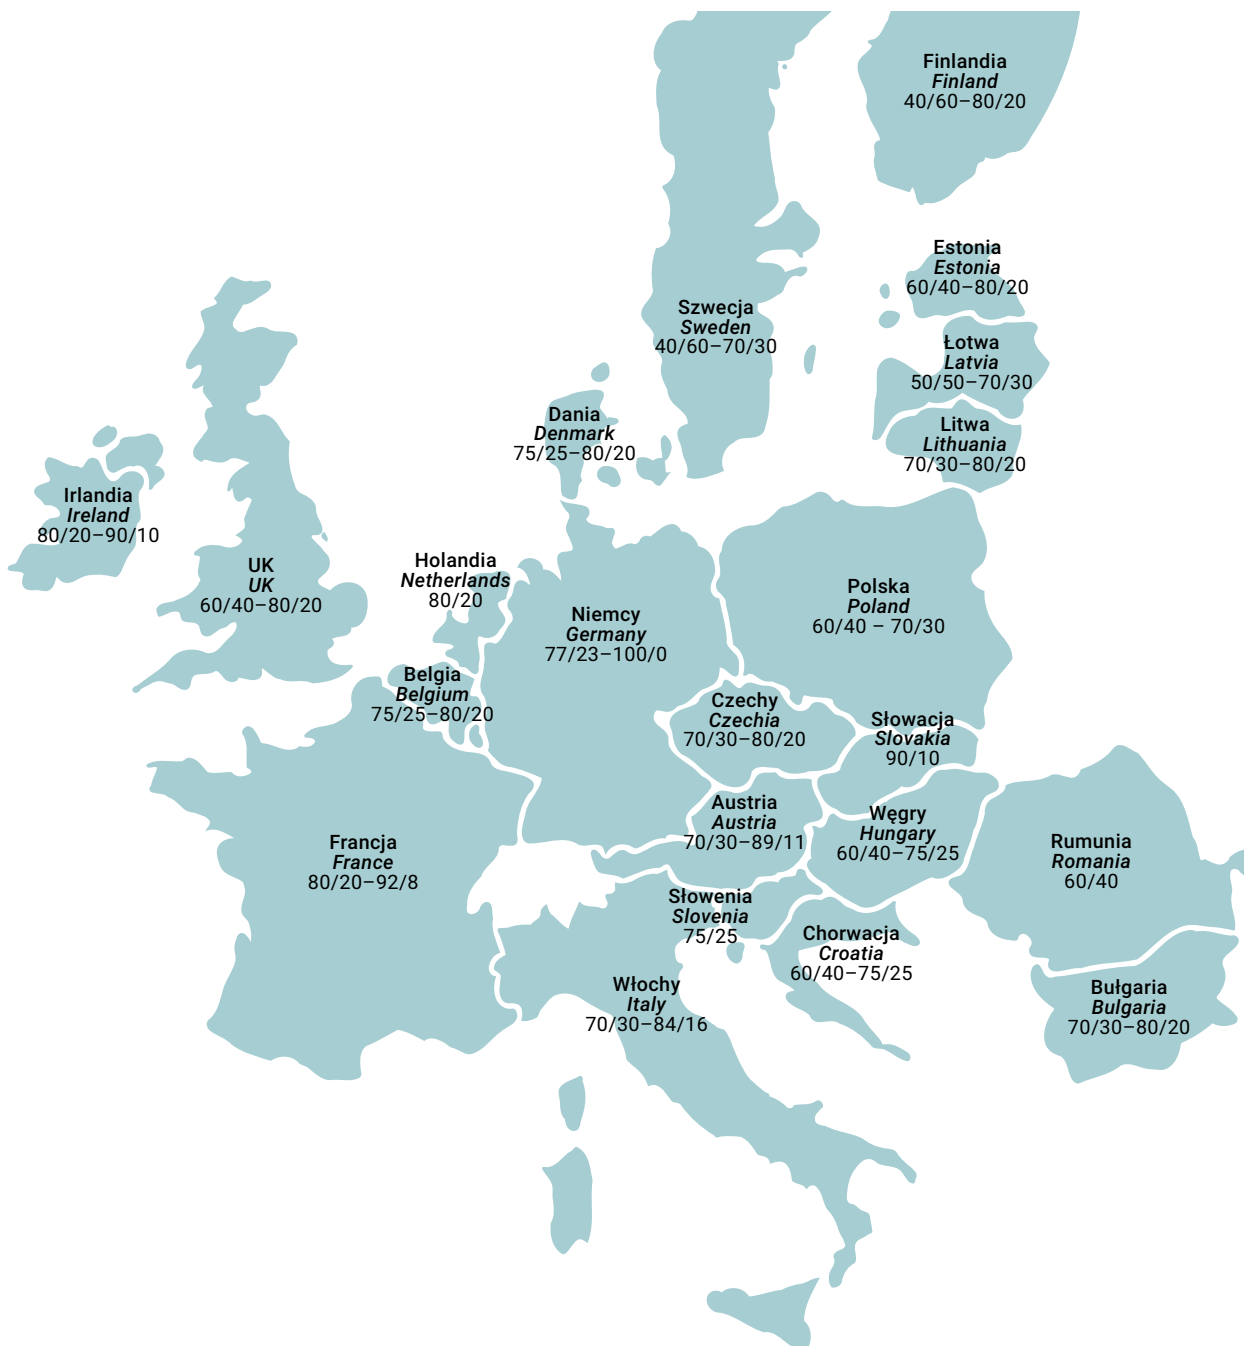 Finlandia
Finland
40/60–80/20
Estonia
Estonia
60/40–80/20
Szwecja
Sweden
40/60–70/30
Łotwa
Latvia
50/50–70/30
Dania
Denmark
75/25–80/20
Litwa
Lithuania
70/30–80/20
Irlandia
Ireland
80/20–90/10
UK
UK
60/40–80/20
Holandia
Netherlands
80/20
Niemcy
Germany
77/23–100/0
Polska
Poland
60/40 – 70/30
Belgia
Belgium
75/25–80/20
Czechy
Czechia
70/30–80/20
Słowacja
Slovakia
90/10
Austria
Austria
70/30–89/11
Węgry
Hungary
60/40–75/25
Francja
France
80/20–92/8
Rumunia
Romania
60/40
Słowenia
Slovenia
75/25
Chorwacja
Croatia
60/40–75/25
Włochy
Italy
70/30–84/16
Bułgaria
Bulgaria
70/30–80/20